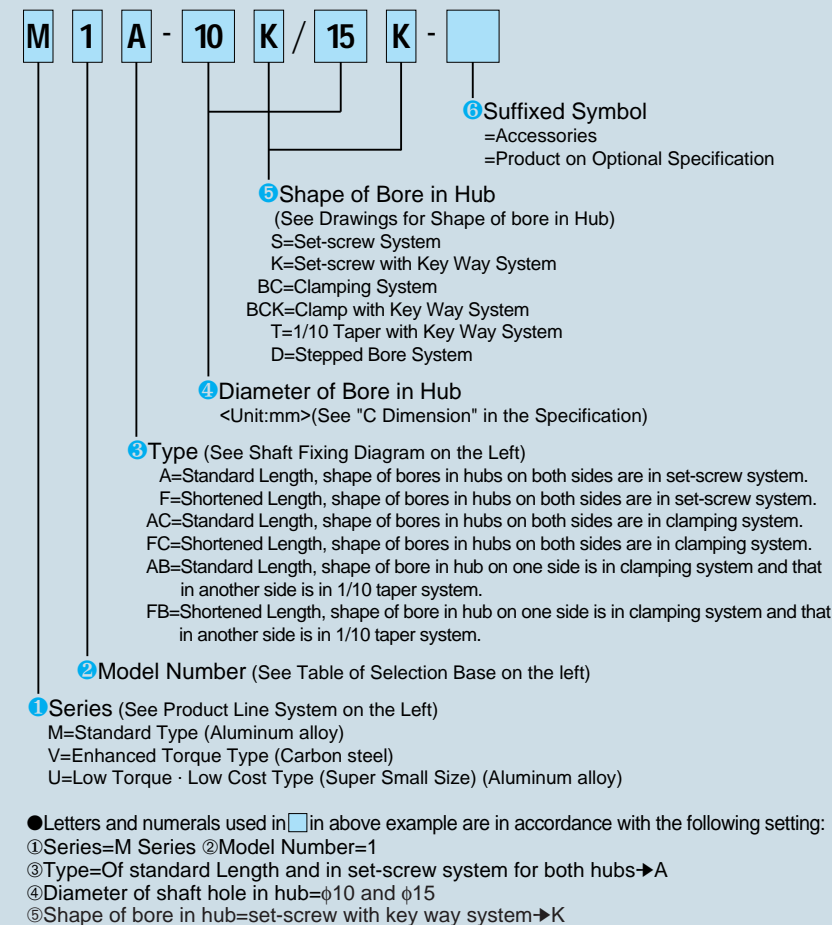 M 1 A - 10 K / 15 K -
❻Suffixed Symbol
=Accessories
=Product on Optional Specification
❺Shape of Bore in Hub
(See Drawings for Shape of bore in Hub)
S=Set-screw System
K=Set-screw with Key Way System
BC=Clamping System
BCK=Clamp with Key Way System
T=1/10 Taper with Key Way System
D=Stepped Bore System
❹Diameter of Bore in Hub
<Unit:mm>(See "C Dimension" in the Specification)
❸Type (See Shaft Fixing Diagram on the Left)
A=Standard Length, shape of bores in hubs on both sides are in set-screw system.
F=Shortened Length, shape of bores in hubs on both sides are in set-screw system.
AC=Standard Length, shape of bores in hubs on both sides are in clamping system.
FC=Shortened Length, shape of bores in hubs on both sides are in clamping system.
AB=Standard Length, shape of bore in hub on one side is in clamping system and that
in another side is in 1/10 taper system.
FB=Shortened Length, shape of bore in hub on one side is in clamping system and that
in another side is in 1/10 taper system.
❷Model Number (See Table of Selection Base on the left)
❶Series (See Product Line System on the Left)
M=Standard Type (Aluminum alloy)
V=Enhanced Torque Type (Carbon steel)
U=Low Torque · Low Cost Type (Super Small Size) (Aluminum alloy)
●Letters and numerals used in□in above example are in accordance with the following setting:
①Series=M Series ②Model Number=1
③Type=Of standard Length and in set-screw system for both hubs➔A
④Diameter of shaft hole in hub=ϕ10 and ϕ15
⑤Shape of bore in hub=set-screw with key way system➔K